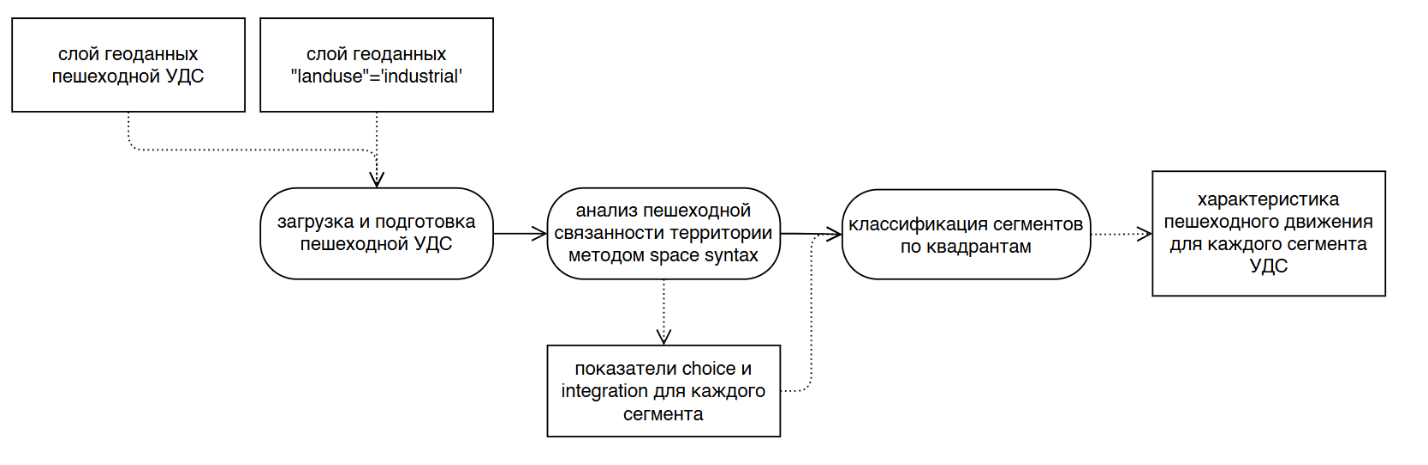 слой геоданных
пешеходной УДС
слой геоданных
"landuse"='industrial'
загрузка и подготовка
пешеходной УДС
анализ пешеходной
связанности территории
методом space syntax
классификация сегментов
по квадрантам
характеристика
пешеходного движения
для каждого сегмента
УДС
показатели choice и
integration для каждого
сегмента